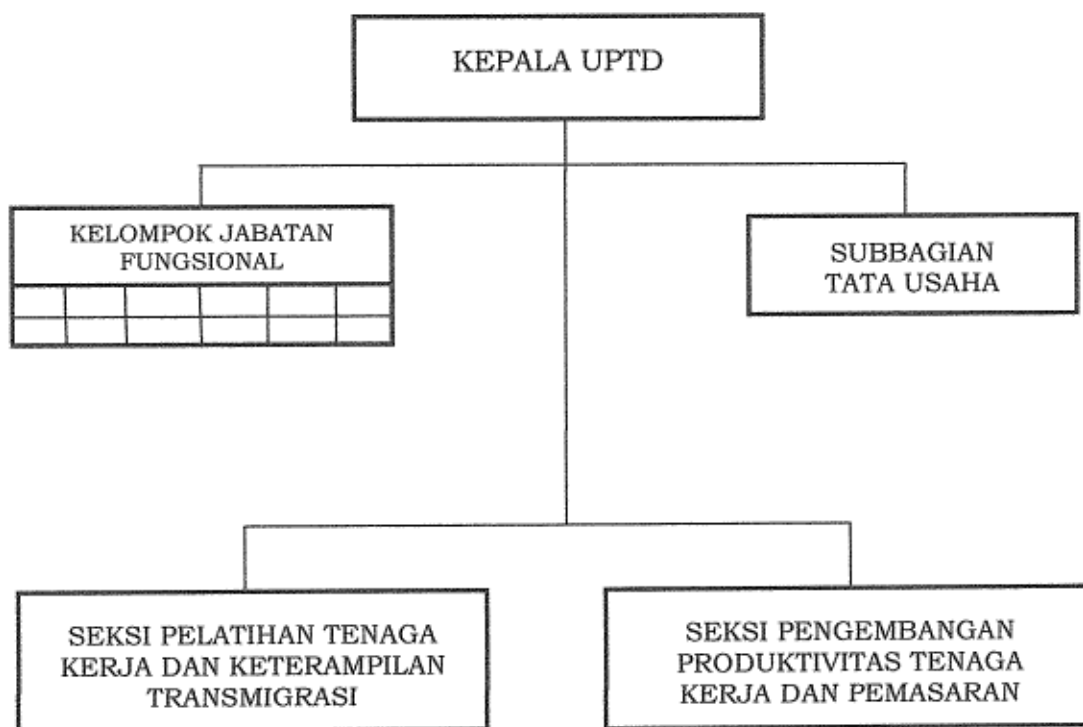 KEPALA UPTD
KELOMPOK JABATAN
FUNGSIONAL
SUBBAGIAN
TATA USAHA
SEKSI PELATIHAN TENAGA
KERJA DAN KETERAMPILAN
TRANSMIGRASI
SEKSI PENGEMBANGAN
PRODUKTIVITAS TENAGA
KERJA DAN PEMASARAN